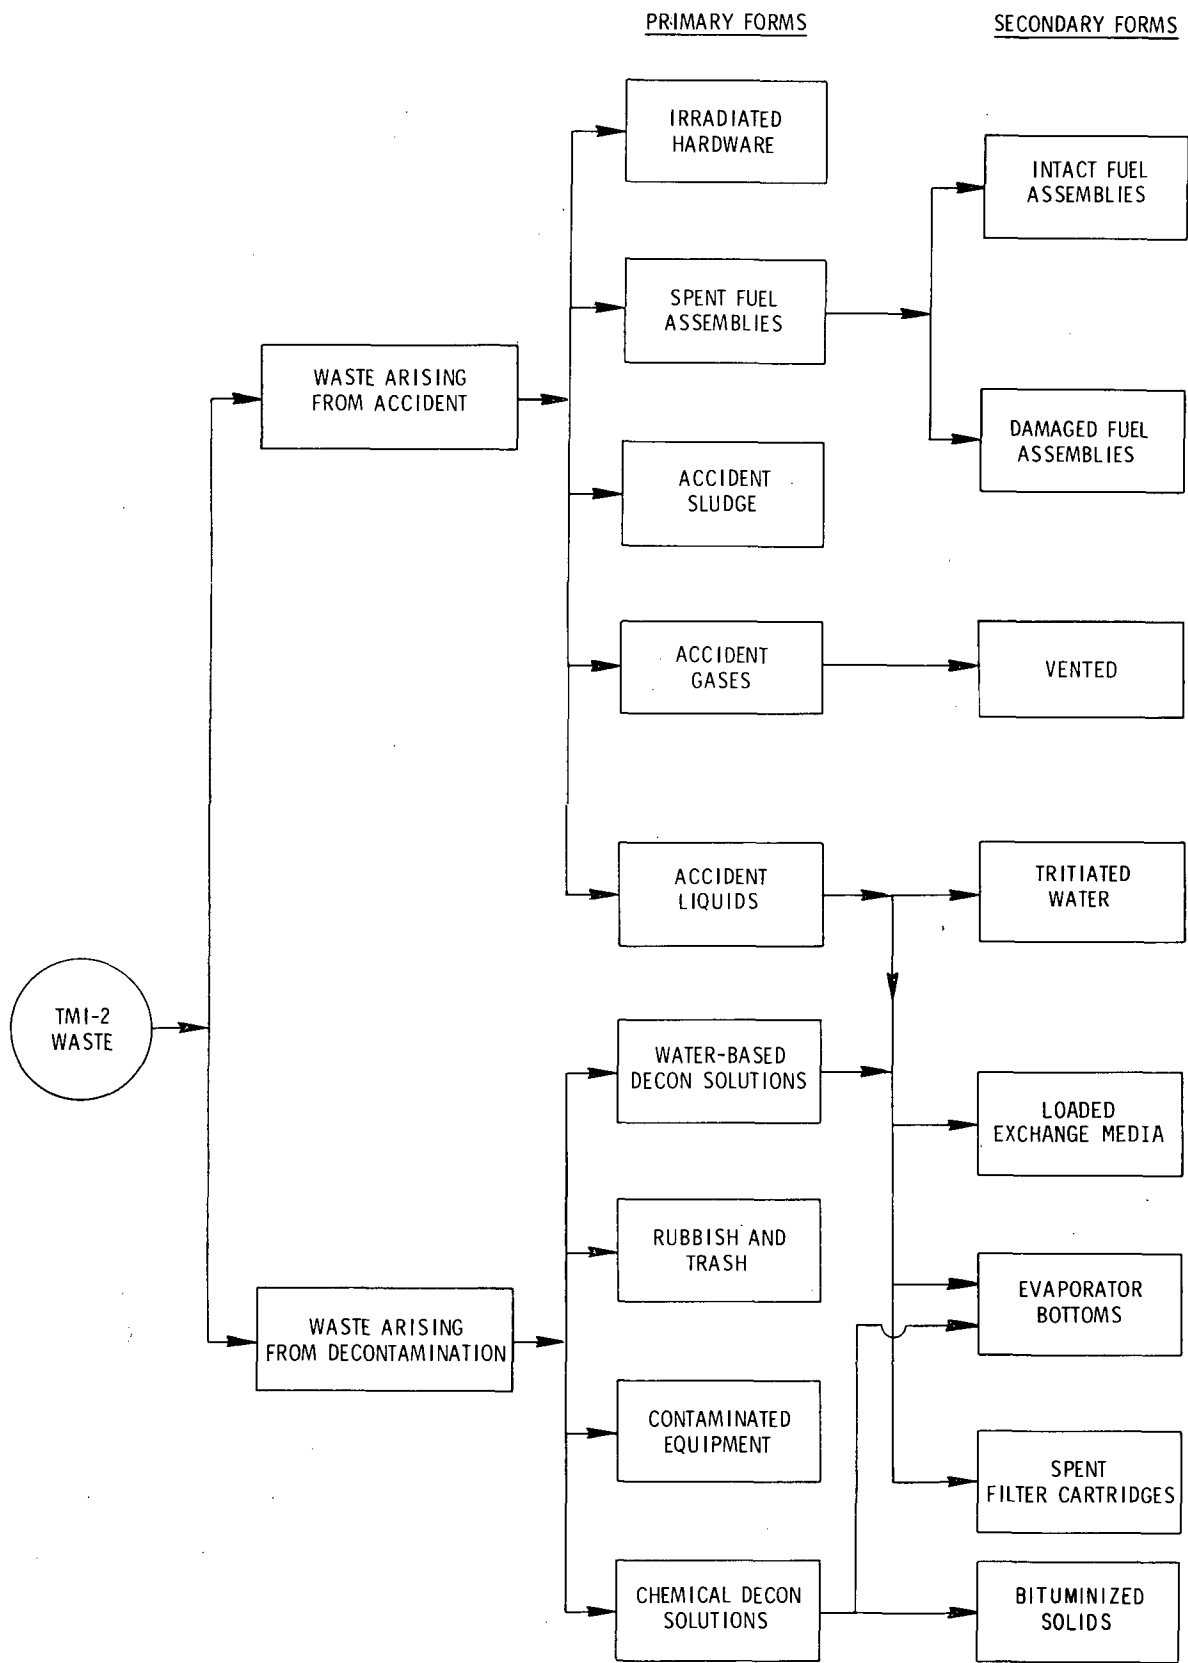 PRIMARY FORMS
SECONDARY FORMS
IRRADIATED
HARDWARE
INTACT FUEL
ASSEMBLIES
SPENT FUEL
ASSEMBLIES
WASTE ARISING
FROM ACCIDENT
DAMAGED FUEL
ASSEMBLIES
ACCIDENT
SLUDGE
ACCIDENT
GASES
VENTED
ACCIDENT
LIQUIDS
TRITIATED
WATER
TMI-2
WASTE
WATER-BASED
DECON SOLUTIONS
LOADED
EXCHANGE MEDIA
RUBBISH AND
TRASH
EVAPORATOR
BOTTOMS
WASTE ARISING
FROM DECONTAMINATION
CONTAMINATED
EQUIPMENT
SPENT
FILTER CARTRIDGES
CHEMICAL DECON
SOLUTIONS
BITUMINIZED
SOLIDS